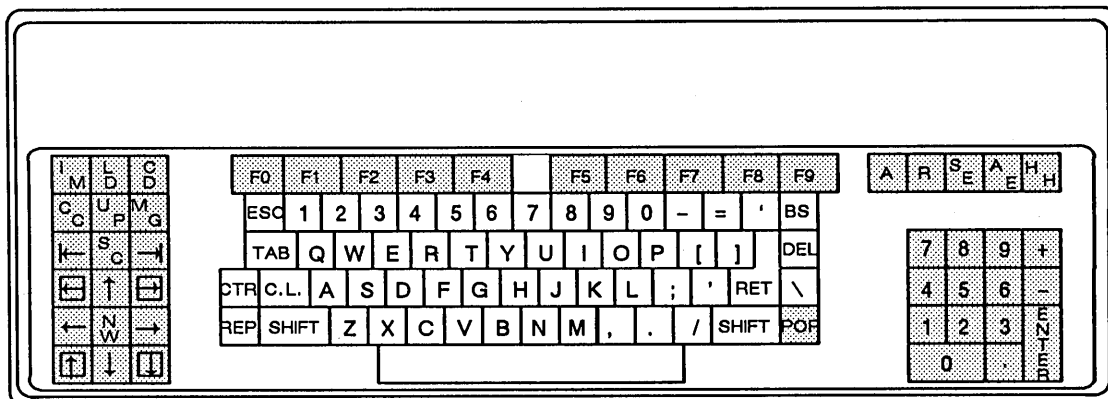 I M L D C D
F0 F1 F2 F3 F4 F5 F6 F7 F8 F9
A R S E A E H H
C C U P M G
ESC 1 2 3 4 5 6 7 8 9 0 – = ' BS
S C
TAB Q W E R T Y U I O P [ ] DEL
7 8 9 +
↑
CTR C.L. A S D F G H J K L ; ' RET \
4 5 6 –
← N W →
REP SHIFT Z X C V B N M , . / SHIFT POP
1 2 3 ENTER
↑ ↓ ↓
0 .